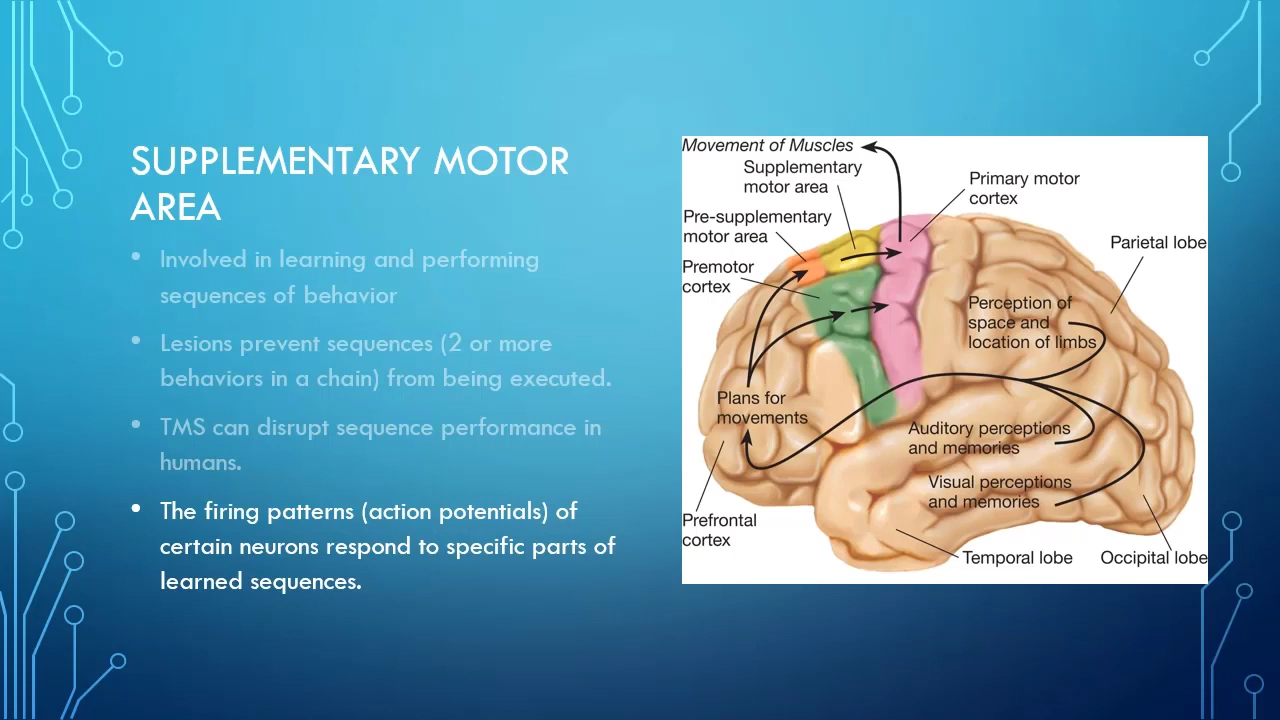 SUPPLEMENTARY MOTOR
AREA
• Involved in learning and performing
sequences of behavior
• Lesions prevent sequences (2 or more
behaviors in a chain) from being executed.
• TMS can disrupt sequence performance in
humans.
• The firing patterns (action potentials) of
certain neurons respond to specific parts of
learned sequences.
Movement of Muscles
Supplementary
motor area
Primary motor
cortex
Pre-supplementary
motor area
Parietal lobe
Premotor
cortex
Perception of
space and
location of limbs
Plans for
movements
Auditory perceptions
and memories
Visual perceptions
and memories
Prefrontal
cortex
Temporal lobe
Occipital lobe